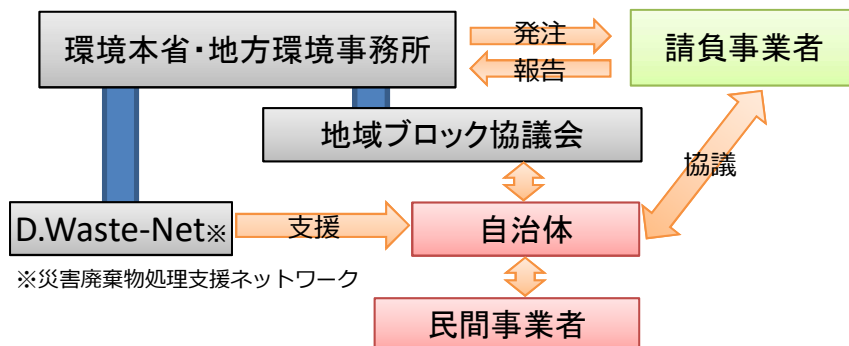 環境本省・地方環境事務所
発注
報告
請負事業者
地域ブロック協議会
協議
D.Waste-Net※
支援
自治体
※災害廃棄物処理支援ネットワーク
民間事業者